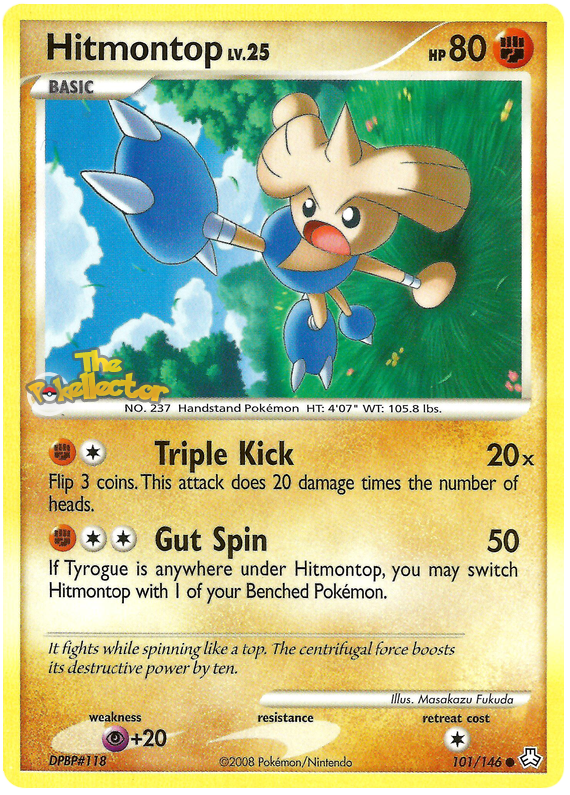 Hitmontop LV.25 HP 80
BASIC
The
Pokellector
NO. 237 Handstand Pokémon HT: 4'07" WT: 105.8 lbs.
Triple Kick 20x
Flip 3 coins. This attack does 20 damage times the number of
heads.
Gut Spin 50
If Tyrogue is anywhere under Hitmontop, you may switch
Hitmontop with 1 of your Benched Pokémon.
It fights while spinning like a top. The centrifugal force boosts
its destructive power by ten.
Illus. Masakazu Fukuda
weakness resistance retreat cost
+20
DPBP#118 ©2008 Pokémon/Nintendo 101/146